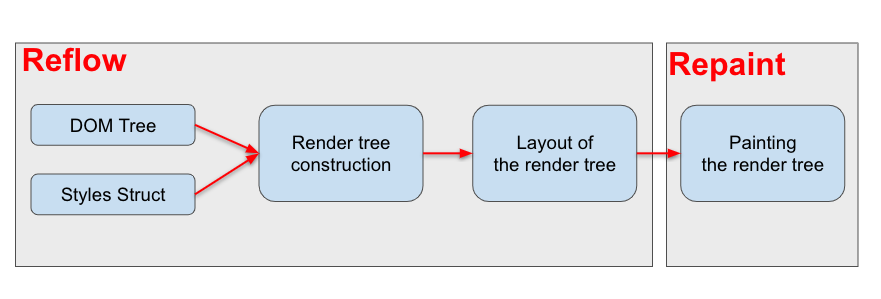 Reflow
DOM Tree
Styles Struct
Render tree
construction
Layout of
the render tree
Repaint
Painting
the render tree